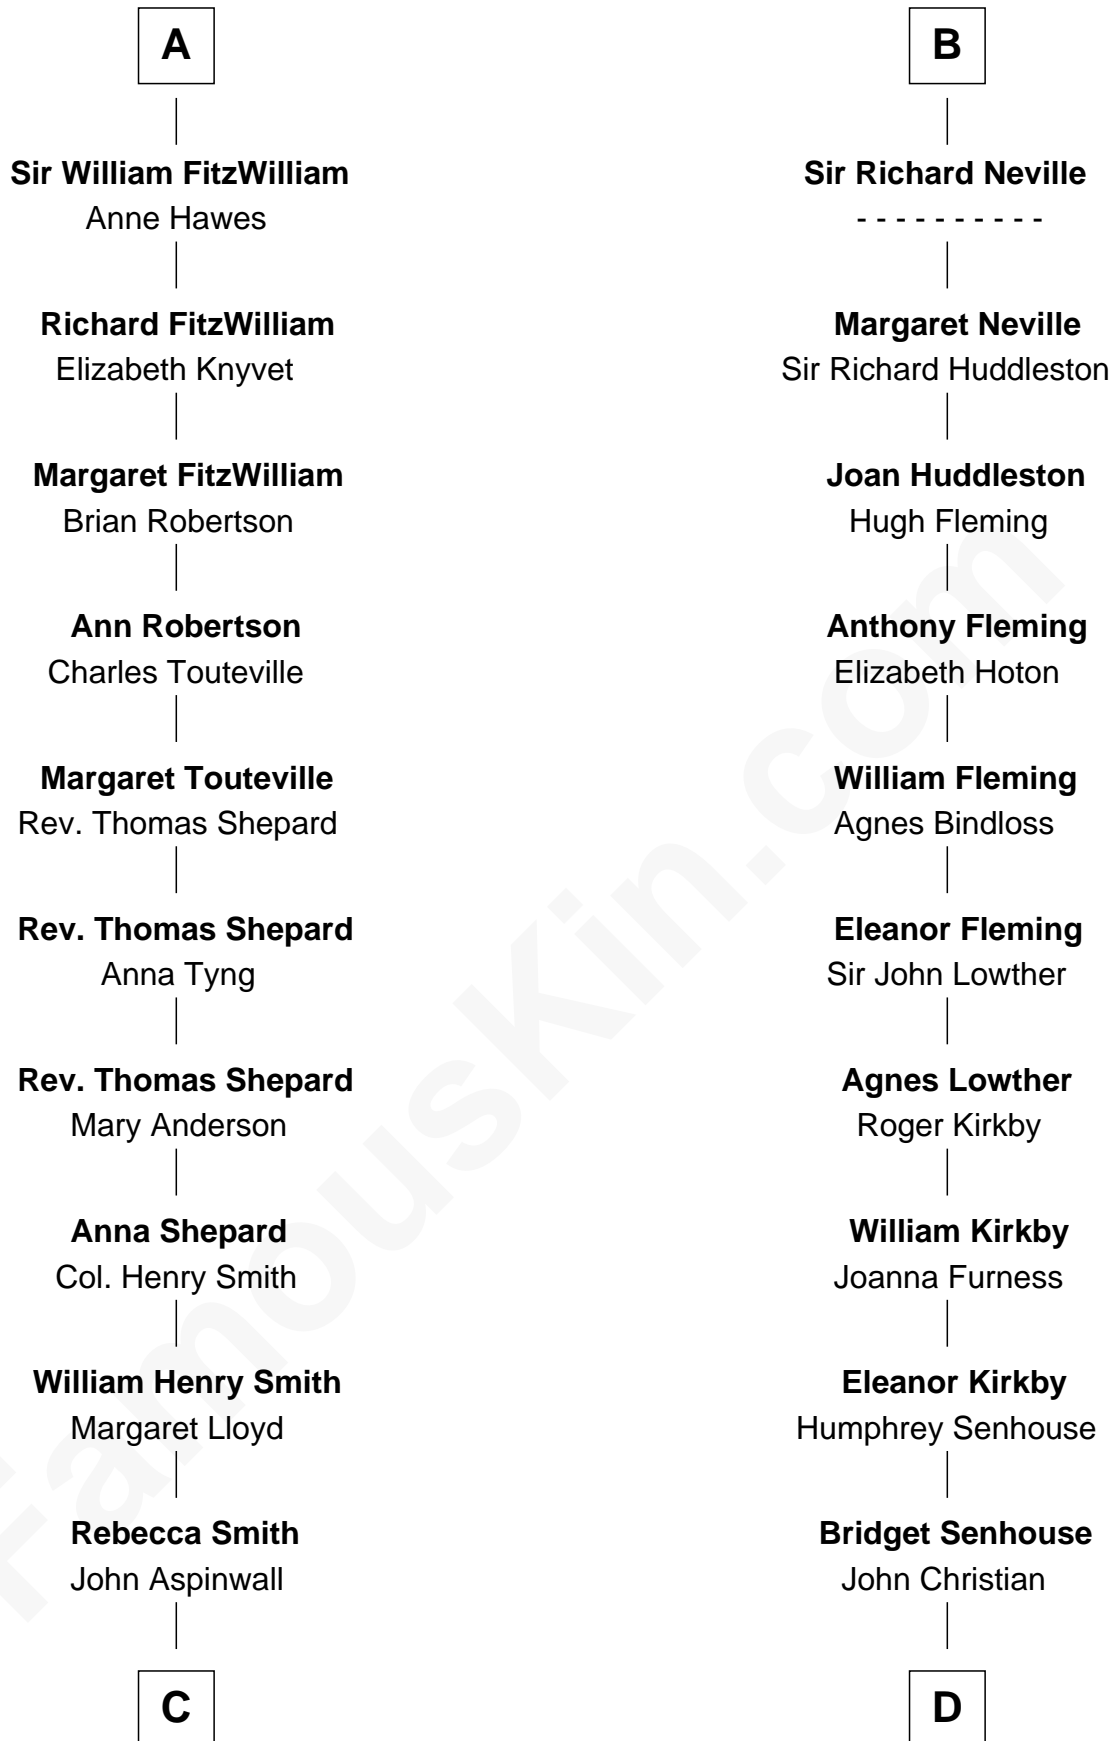 A
Sir William FitzWilliam
Anne Hawes
Richard FitzWilliam
Elizabeth Knyvet
Margaret FitzWilliam
Brian Robertson
Ann Robertson
Charles Touteville
Margaret Touteville
Rev. Thomas Shepard
Rev. Thomas Shepard
Anna Tyng
Rev. Thomas Shepard
Mary Anderson
Anna Shepard
Col. Henry Smith
William Henry Smith
Margaret Lloyd
Rebecca Smith
John Aspinwall
C
B
Sir Richard Neville
- - - - - - - - - -
Margaret Neville
Sir Richard Huddleston
Joan Huddleston
Hugh Fleming
Anthony Fleming
Elizabeth Hoton
William Fleming
Agnes Bindloss
Eleanor Fleming
Sir John Lowther
Agnes Lowther
Roger Kirkby
William Kirkby
Joanna Furness
Eleanor Kirkby
Humphrey Senhouse
Bridget Senhouse
John Christian
D
FamousKin.com